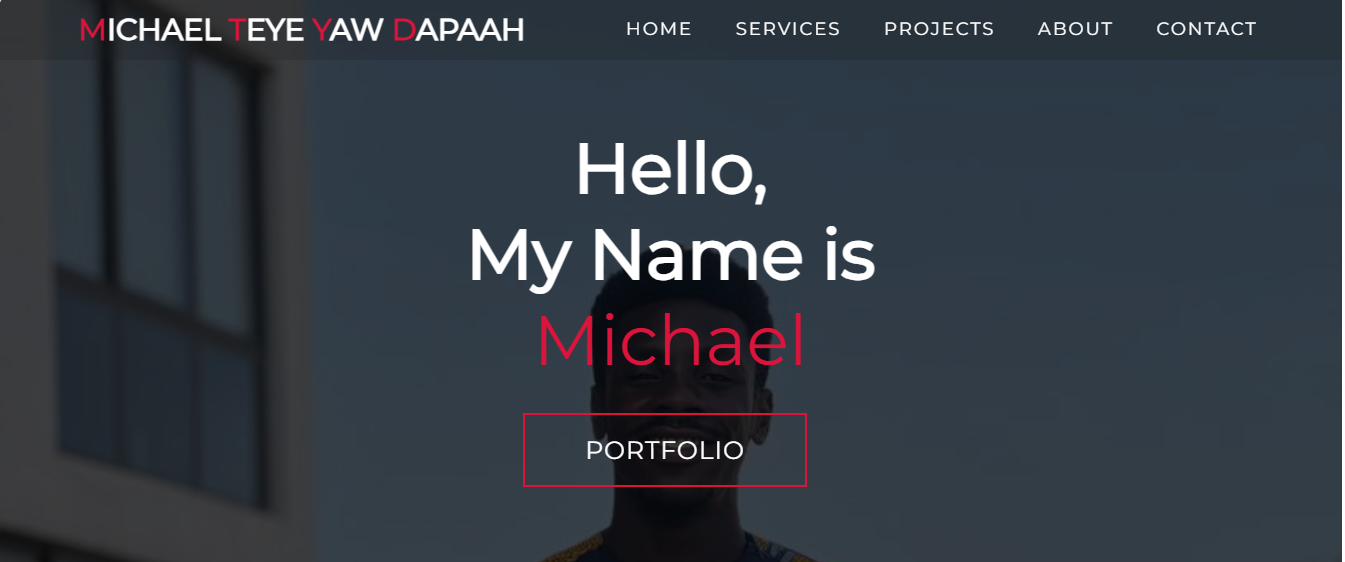 MICHAEL TEYE YAW DAPAAH
HOME SERVICES PROJECTS ABOUT CONTACT
Hello,
My Name is
Michael
PORTFOLIO